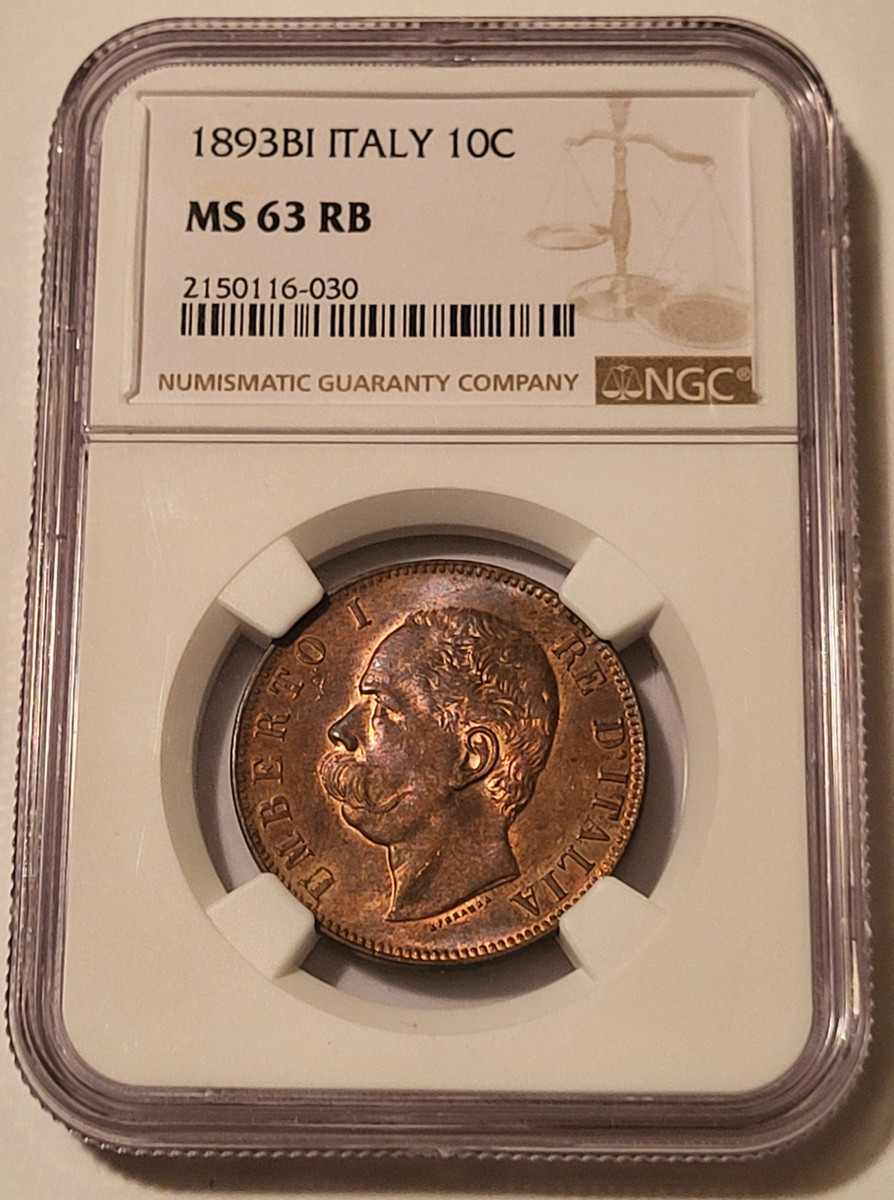 1893BI ITALY 10C
MS 63 RB
2150116-030
NUMISMATIC GUARANTY COMPANY
NGC®
UMBERTO I
RE D'ITALIA